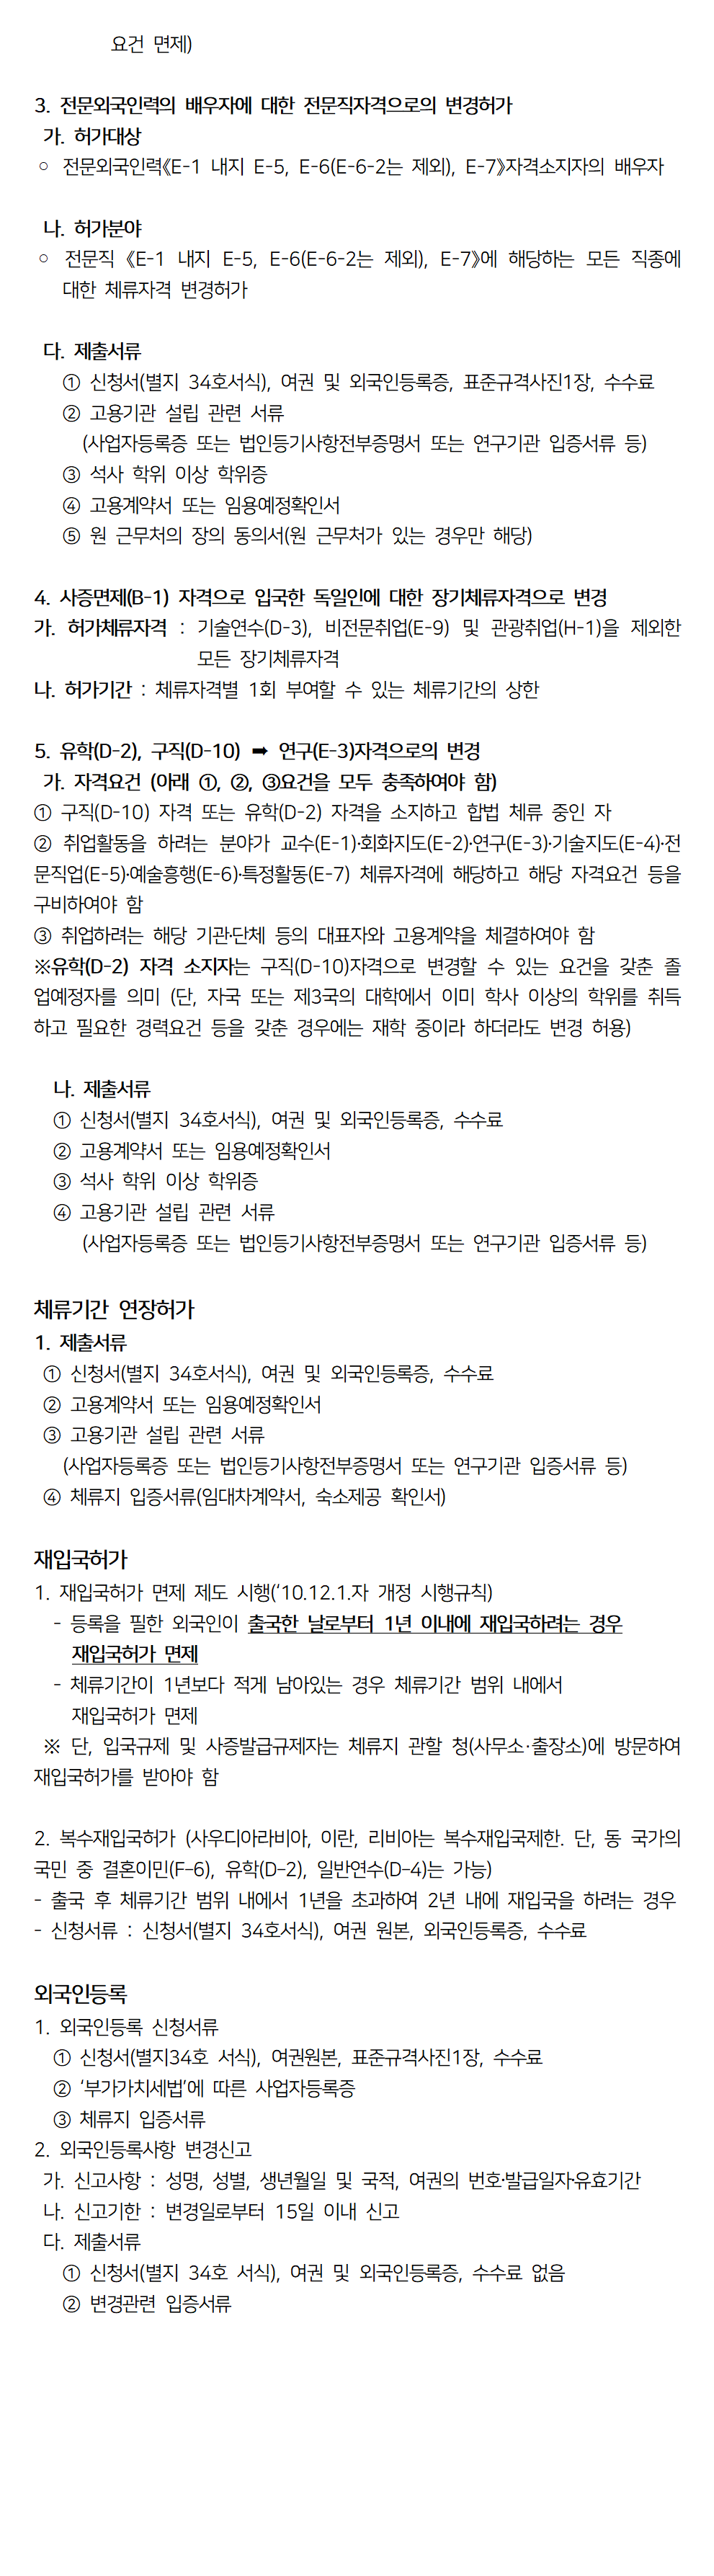 요건 면제)
3. 전문외국인력의 배우자에 대한 전문직자격으로의 변경허가
가. 허가대상
○ 전문외국인력《E-1 내지 E-5, E-6(E-6-2는 제외), E-7》자격소지자의 배우자
나. 허가분야
○ 전문직 《E-1 내지 E-5, E-6(E-6-2는 제외), E-7》에 해당하는 모든 직종에
대한 체류자격 변경허가
다. 제출서류
① 신청서(별지 34호서식), 여권 및 외국인등록증, 표준규격사진1장, 수수료
② 고용기관 설립 관련 서류
(사업자등록증 또는 법인등기사항전부증명서 또는 연구기관 입증서류 등)
③ 석사 학위 이상 학위증
④ 고용계약서 또는 임용예정확인서
⑤ 원 근무처의 장의 동의서(원 근무처가 있는 경우만 해당)
4. 사증면제(B-1) 자격으로 입국한 독일인에 대한 장기체류자격으로 변경
가. 허가체류자격 : 기술연수(D-3), 비전문취업(E-9) 및 관광취업(H-1)을 제외한
모든 장기체류자격
나. 허가기간 : 체류자격별 1회 부여할 수 있는 체류기간의 상한
5. 유학(D-2), 구직(D-10) ➡ 연구(E-3)자격으로의 변경
가. 자격요건 (아래 ①, ②, ③요건을 모두 충족하여야 함)
① 구직(D-10) 자격 또는 유학(D-2) 자격을 소지하고 합법 체류 중인 자
② 취업활동을 하려는 분야가 교수(E-1)·회화지도(E-2)·연구(E-3)·기술지도(E-4)·전
문직업(E-5)·예술흥행(E-6)·특정활동(E-7) 체류자격에 해당하고 해당 자격요건 등을
구비하여야 함
③ 취업하려는 해당 기관·단체 등의 대표자와 고용계약을 체결하여야 함
※유학(D-2) 자격 소지자는 구직(D-10)자격으로 변경할 수 있는 요건을 갖춘 졸
업예정자를 의미 (단, 자국 또는 제3국의 대학에서 이미 학사 이상의 학위를 취득
하고 필요한 경력요건 등을 갖춘 경우에는 재학 중이라 하더라도 변경 허용)
나. 제출서류
① 신청서(별지 34호서식), 여권 및 외국인등록증, 수수료
② 고용계약서 또는 임용예정확인서
③ 석사 학위 이상 학위증
④ 고용기관 설립 관련 서류
(사업자등록증 또는 법인등기사항전부증명서 또는 연구기관 입증서류 등)
체류기간 연장허가
1. 제출서류
① 신청서(별지 34호서식), 여권 및 외국인등록증, 수수료
② 고용계약서 또는 임용예정확인서
③ 고용기관 설립 관련 서류
(사업자등록증 또는 법인등기사항전부증명서 또는 연구기관 입증서류 등)
④ 체류지 입증서류(임대차계약서, 숙소제공 확인서)
재입국허가
1. 재입국허가 면제 제도 시행(‘10.12.1.자 개정 시행규칙)
- 등록을 필한 외국인이 출국한 날로부터 1년 이내에 재입국하려는 경우
재입국허가 면제
- 체류기간이 1년보다 적게 남아있는 경우 체류기간 범위 내에서
재입국허가 면제
※ 단, 입국규제 및 사증발급규제자는 체류지 관할 청(사무소·출장소)에 방문하여
재입국허가를 받아야 함
2. 복수재입국허가 (사우디아라비아, 이란, 리비아는 복수재입국제한. 단, 동 국가의
국민 중 결혼이민(F-6), 유학(D-2), 일반연수(D-4)는 가능)
- 출국 후 체류기간 범위 내에서 1년을 초과하여 2년 내에 재입국을 하려는 경우
- 신청서류 : 신청서(별지 34호서식), 여권 원본, 외국인등록증, 수수료
외국인등록
1. 외국인등록 신청서류
① 신청서(별지34호 서식), 여권원본, 표준규격사진1장, 수수료
② ‘부가가치세법’에 따른 사업자등록증
③ 체류지 입증서류
2. 외국인등록사항 변경신고
가. 신고사항 : 성명, 성별, 생년월일 및 국적, 여권의 번호·발급일자·유효기간
나. 신고기한 : 변경일로부터 15일 이내 신고
다. 제출서류
① 신청서(별지 34호 서식), 여권 및 외국인등록증, 수수료 없음
② 변경관련 입증서류